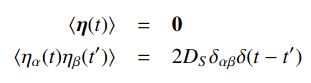 ⟨η(t)⟩ = 0
⟨η_α(t)η_β(t′)⟩ = 2D_S δ_αβ δ(t − t′)